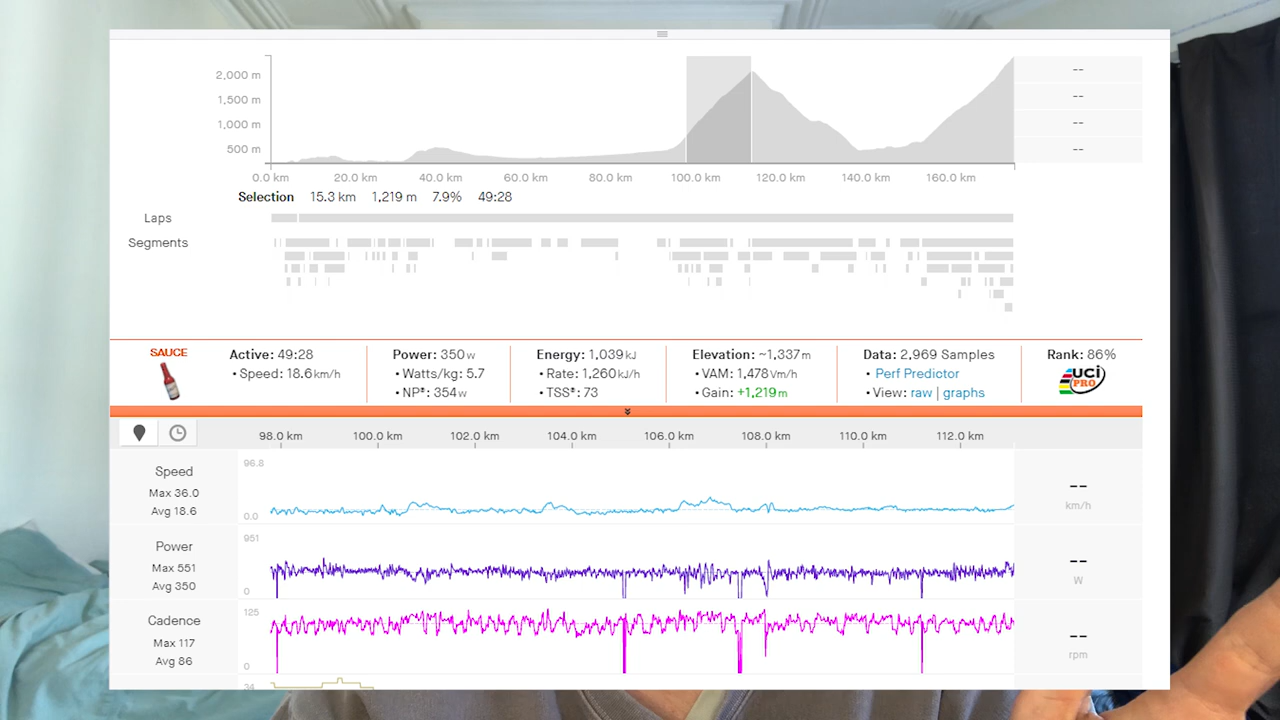 2,000 m
1,500 m
1,000 m
500 m
--
--
--
--
0.0 km 20.0 km 40.0 km 60.0 km 80.0 km 100.0 km 120.0 km 140.0 km 160.0 km
Selection 15.3 km 1,219 m 7.9% 49:28
Laps
Segments
SAUCE
Active: 49:28
• Speed: 18.6km/h
Power: 350w
• Watts/kg: 5.7
• NP®: 354w
Energy: 1,039kJ
• Rate: 1,260kJ/h
• TSS®: 73
Elevation: ~1,337m
• VAM: 1,478Vm/h
• Gain: +1,219m
Data: 2,969 Samples
• Perf Predictor
• View: raw | graphs
Rank: 86%
UCI
PRO
98.0 km 100.0 km 102.0 km 104.0 km 106.0 km 108.0 km 110.0 km 112.0 km
Speed
Max 36.0
Avg 18.6
96.8
0.0
--
km/h
Power
Max 551
Avg 350
951
0
--
W
Cadence
Max 117
Avg 86
125
0
--
rpm
34